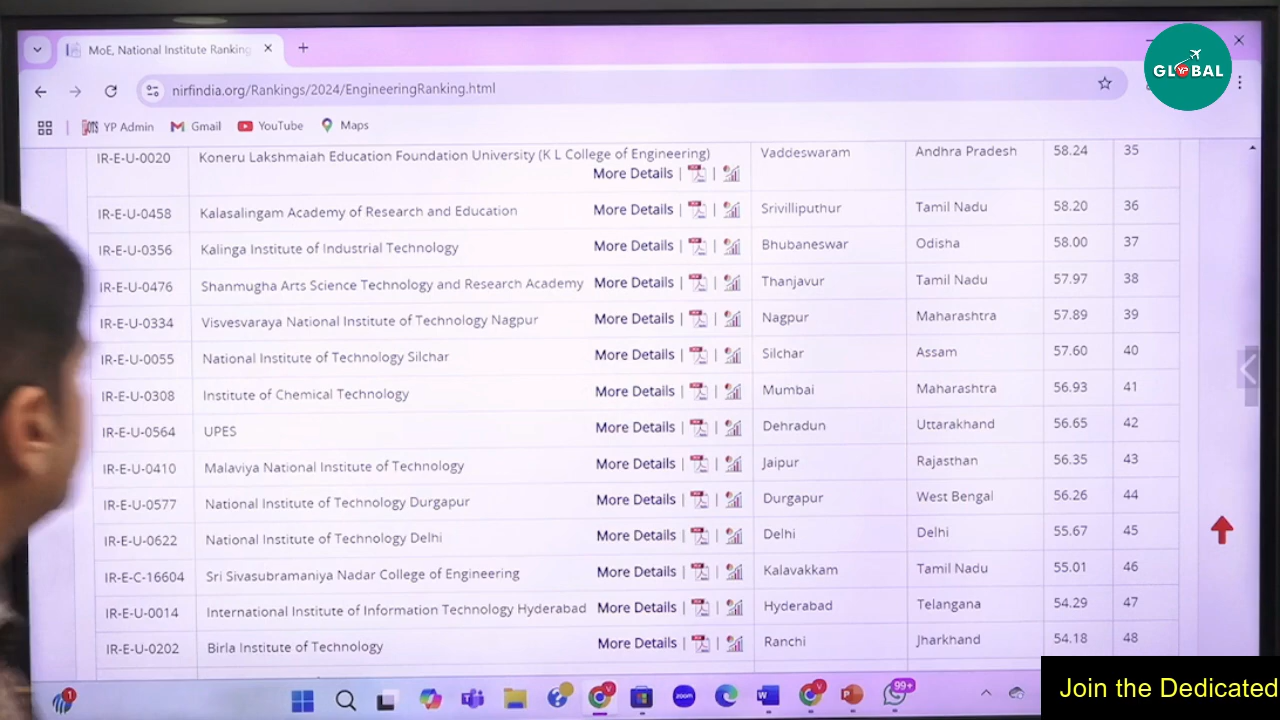 MoE, National Institute Ranking
GLOBAL
YP
nirfindia.org/Rankings/2024/EngineeringRanking.html
YP Admin Gmail YouTube Maps
IR-E-U-0020 Koneru Lakshmaiah Education Foundation University (K L College of Engineering) Vaddeswaram Andhra Pradesh 58.24 35
More Details | |
IR-E-U-0458 Kalasalingam Academy of Research and Education More Details | | Srivilliputhur Tamil Nadu 58.20 36
IR-E-U-0356 Kalinga Institute of Industrial Technology More Details | | Bhubaneswar Odisha 58.00 37
IR-E-U-0476 Shanmugha Arts Science Technology and Research Academy More Details | | Thanjavur Tamil Nadu 57.97 38
IR-E-U-0334 Visvesvaraya National Institute of Technology Nagpur More Details | | Nagpur Maharashtra 57.89 39
IR-E-U-0055 National Institute of Technology Silchar More Details | | Silchar Assam 57.60 40
IR-E-U-0308 Institute of Chemical Technology More Details | | Mumbai Maharashtra 56.93 41
IR-E-U-0564 UPES More Details | | Dehradun Uttarakhand 56.65 42
IR-E-U-0410 Malaviya National Institute of Technology More Details | | Jaipur Rajasthan 56.35 43
IR-E-U-0577 National Institute of Technology Durgapur More Details | | Durgapur West Bengal 56.26 44
IR-E-U-0622 National Institute of Technology Delhi More Details | | Delhi Delhi 55.67 45
IR-E-C-16604 Sri Sivasubramaniya Nadar College of Engineering More Details | | Kalavakkam Tamil Nadu 55.01 46
IR-E-U-0014 International Institute of Information Technology Hyderabad More Details | | Hyderabad Telangana 54.29 47
IR-E-U-0202 Birla Institute of Technology More Details | | Ranchi Jharkhand 54.18 48
1 zoom 99+
Join the Dedicated